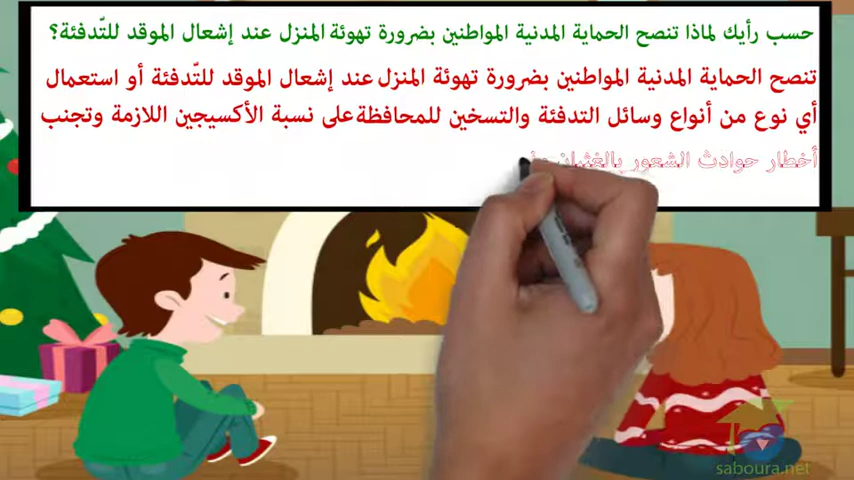 حسب رأيك لماذا تنصح الحماية المدنية المواطنين بضرورة تهوئة المنزل عند إشعال الموقد للتّدفئة؟
تنصح الحماية المدنية المواطنين بضرورة تهوئة المنزل عند إشعال الموقد للتّدفئة أو استعمال
أي نوع من أنواع وسائل التدفئة والتسخين للمحافظة على نسبة الأكسيجين اللازمة وتجنب
أخطار حوادث الشعور بالغثيان
saboura.net